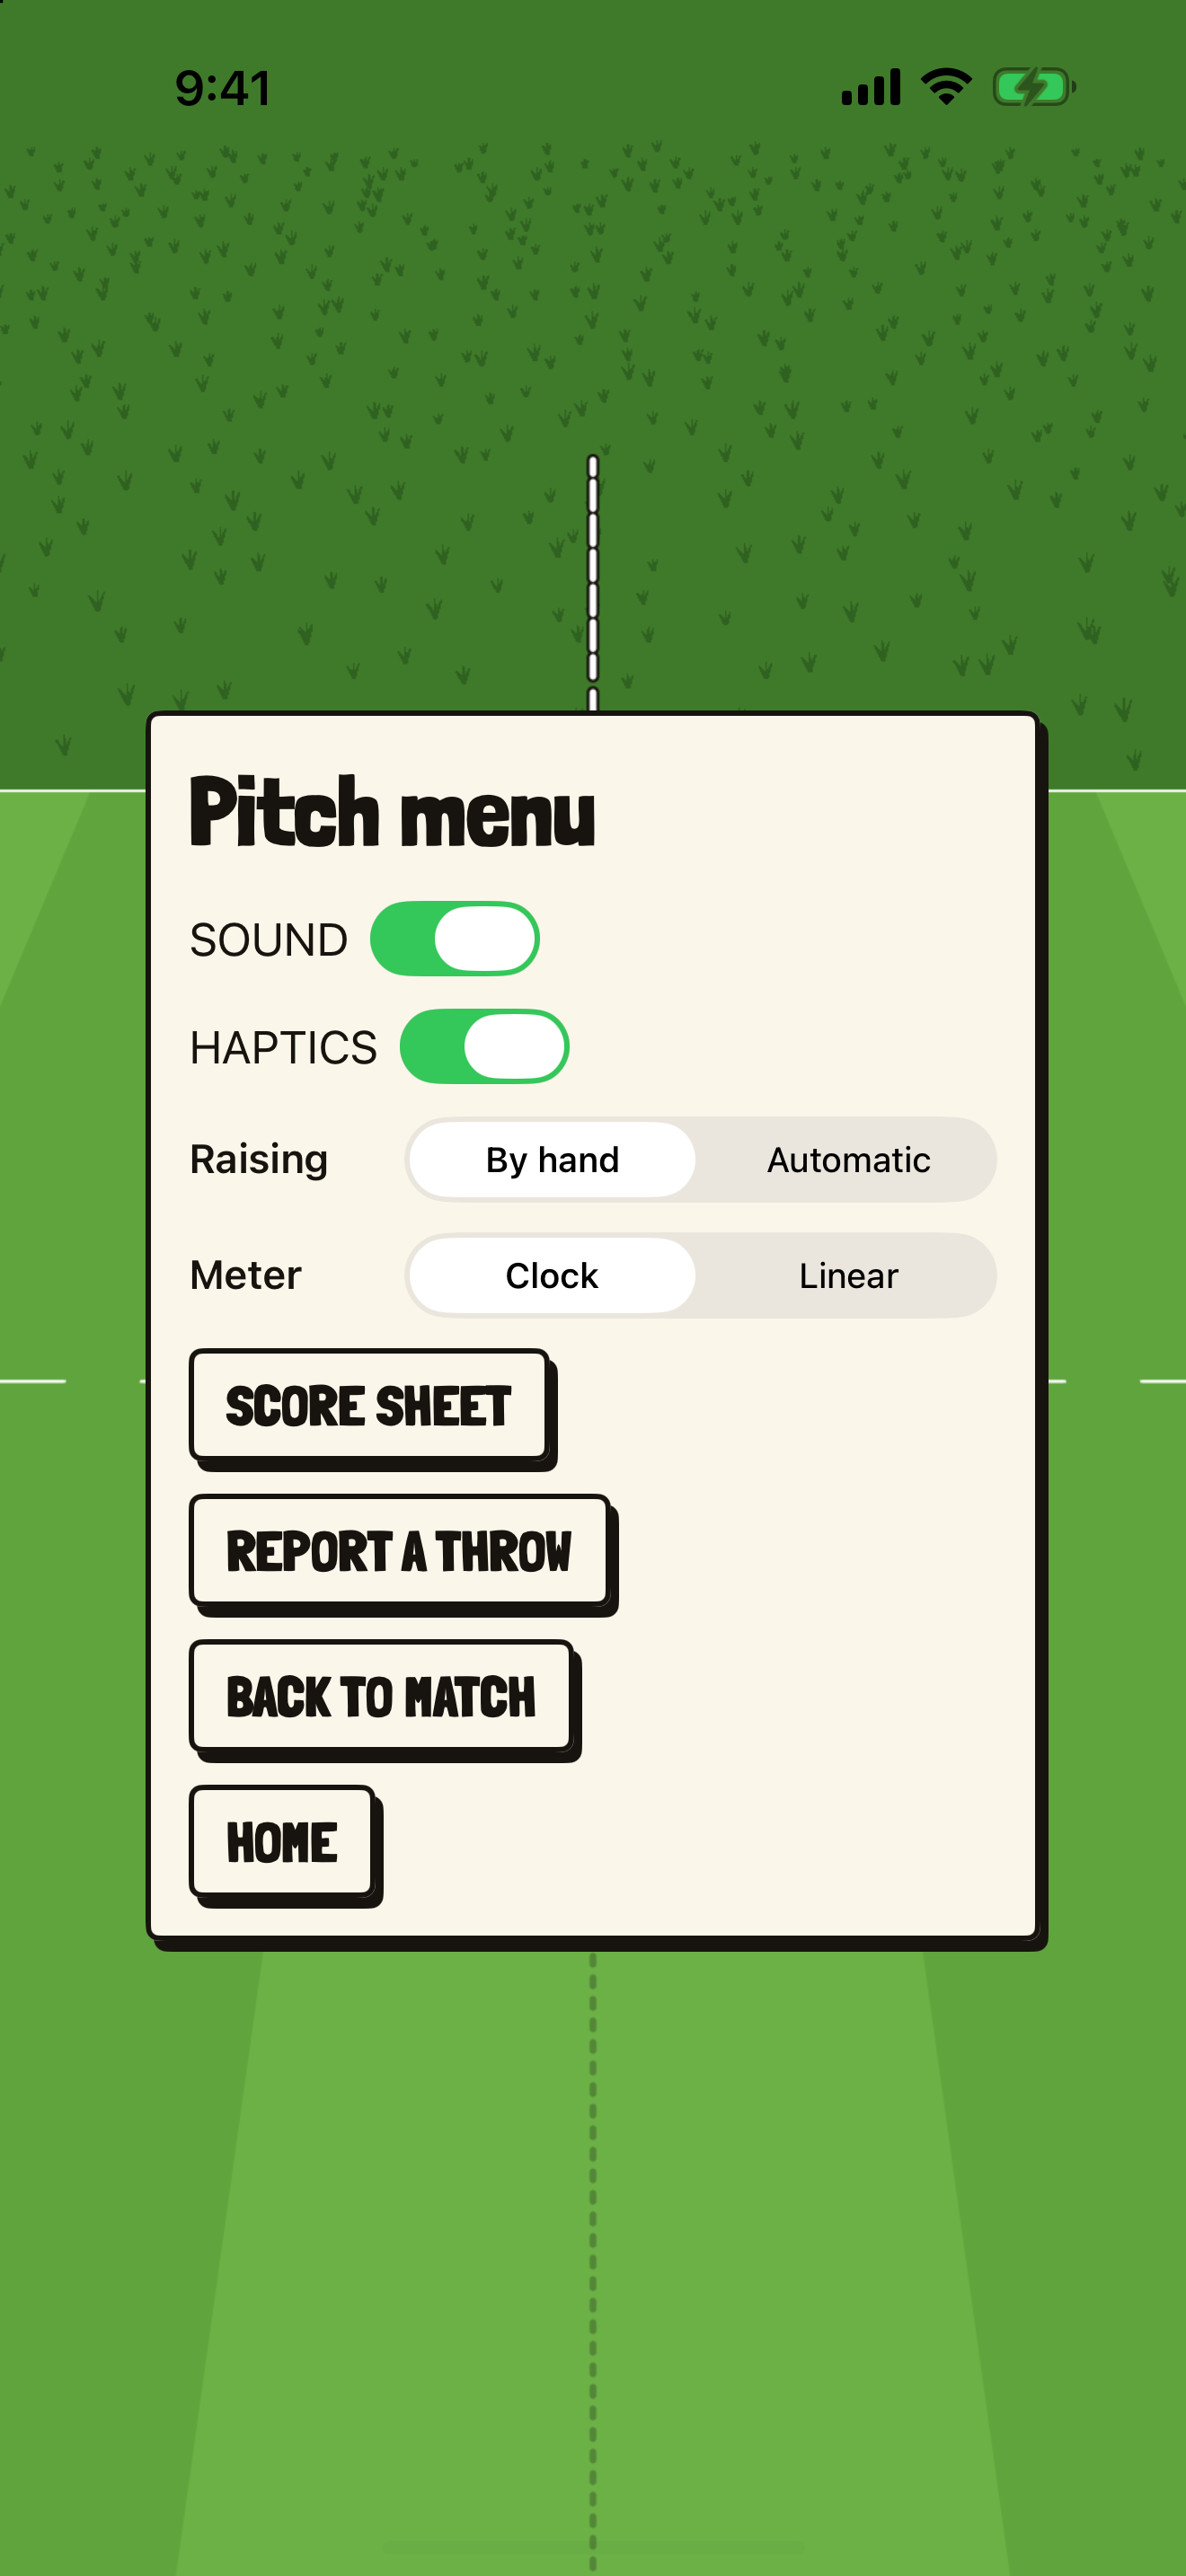 9:41
Pitch menu
SOUND
HAPTICS
Raising By hand Automatic
Meter Clock Linear
SCORE SHEET
REPORT A THROW
BACK TO MATCH
HOME